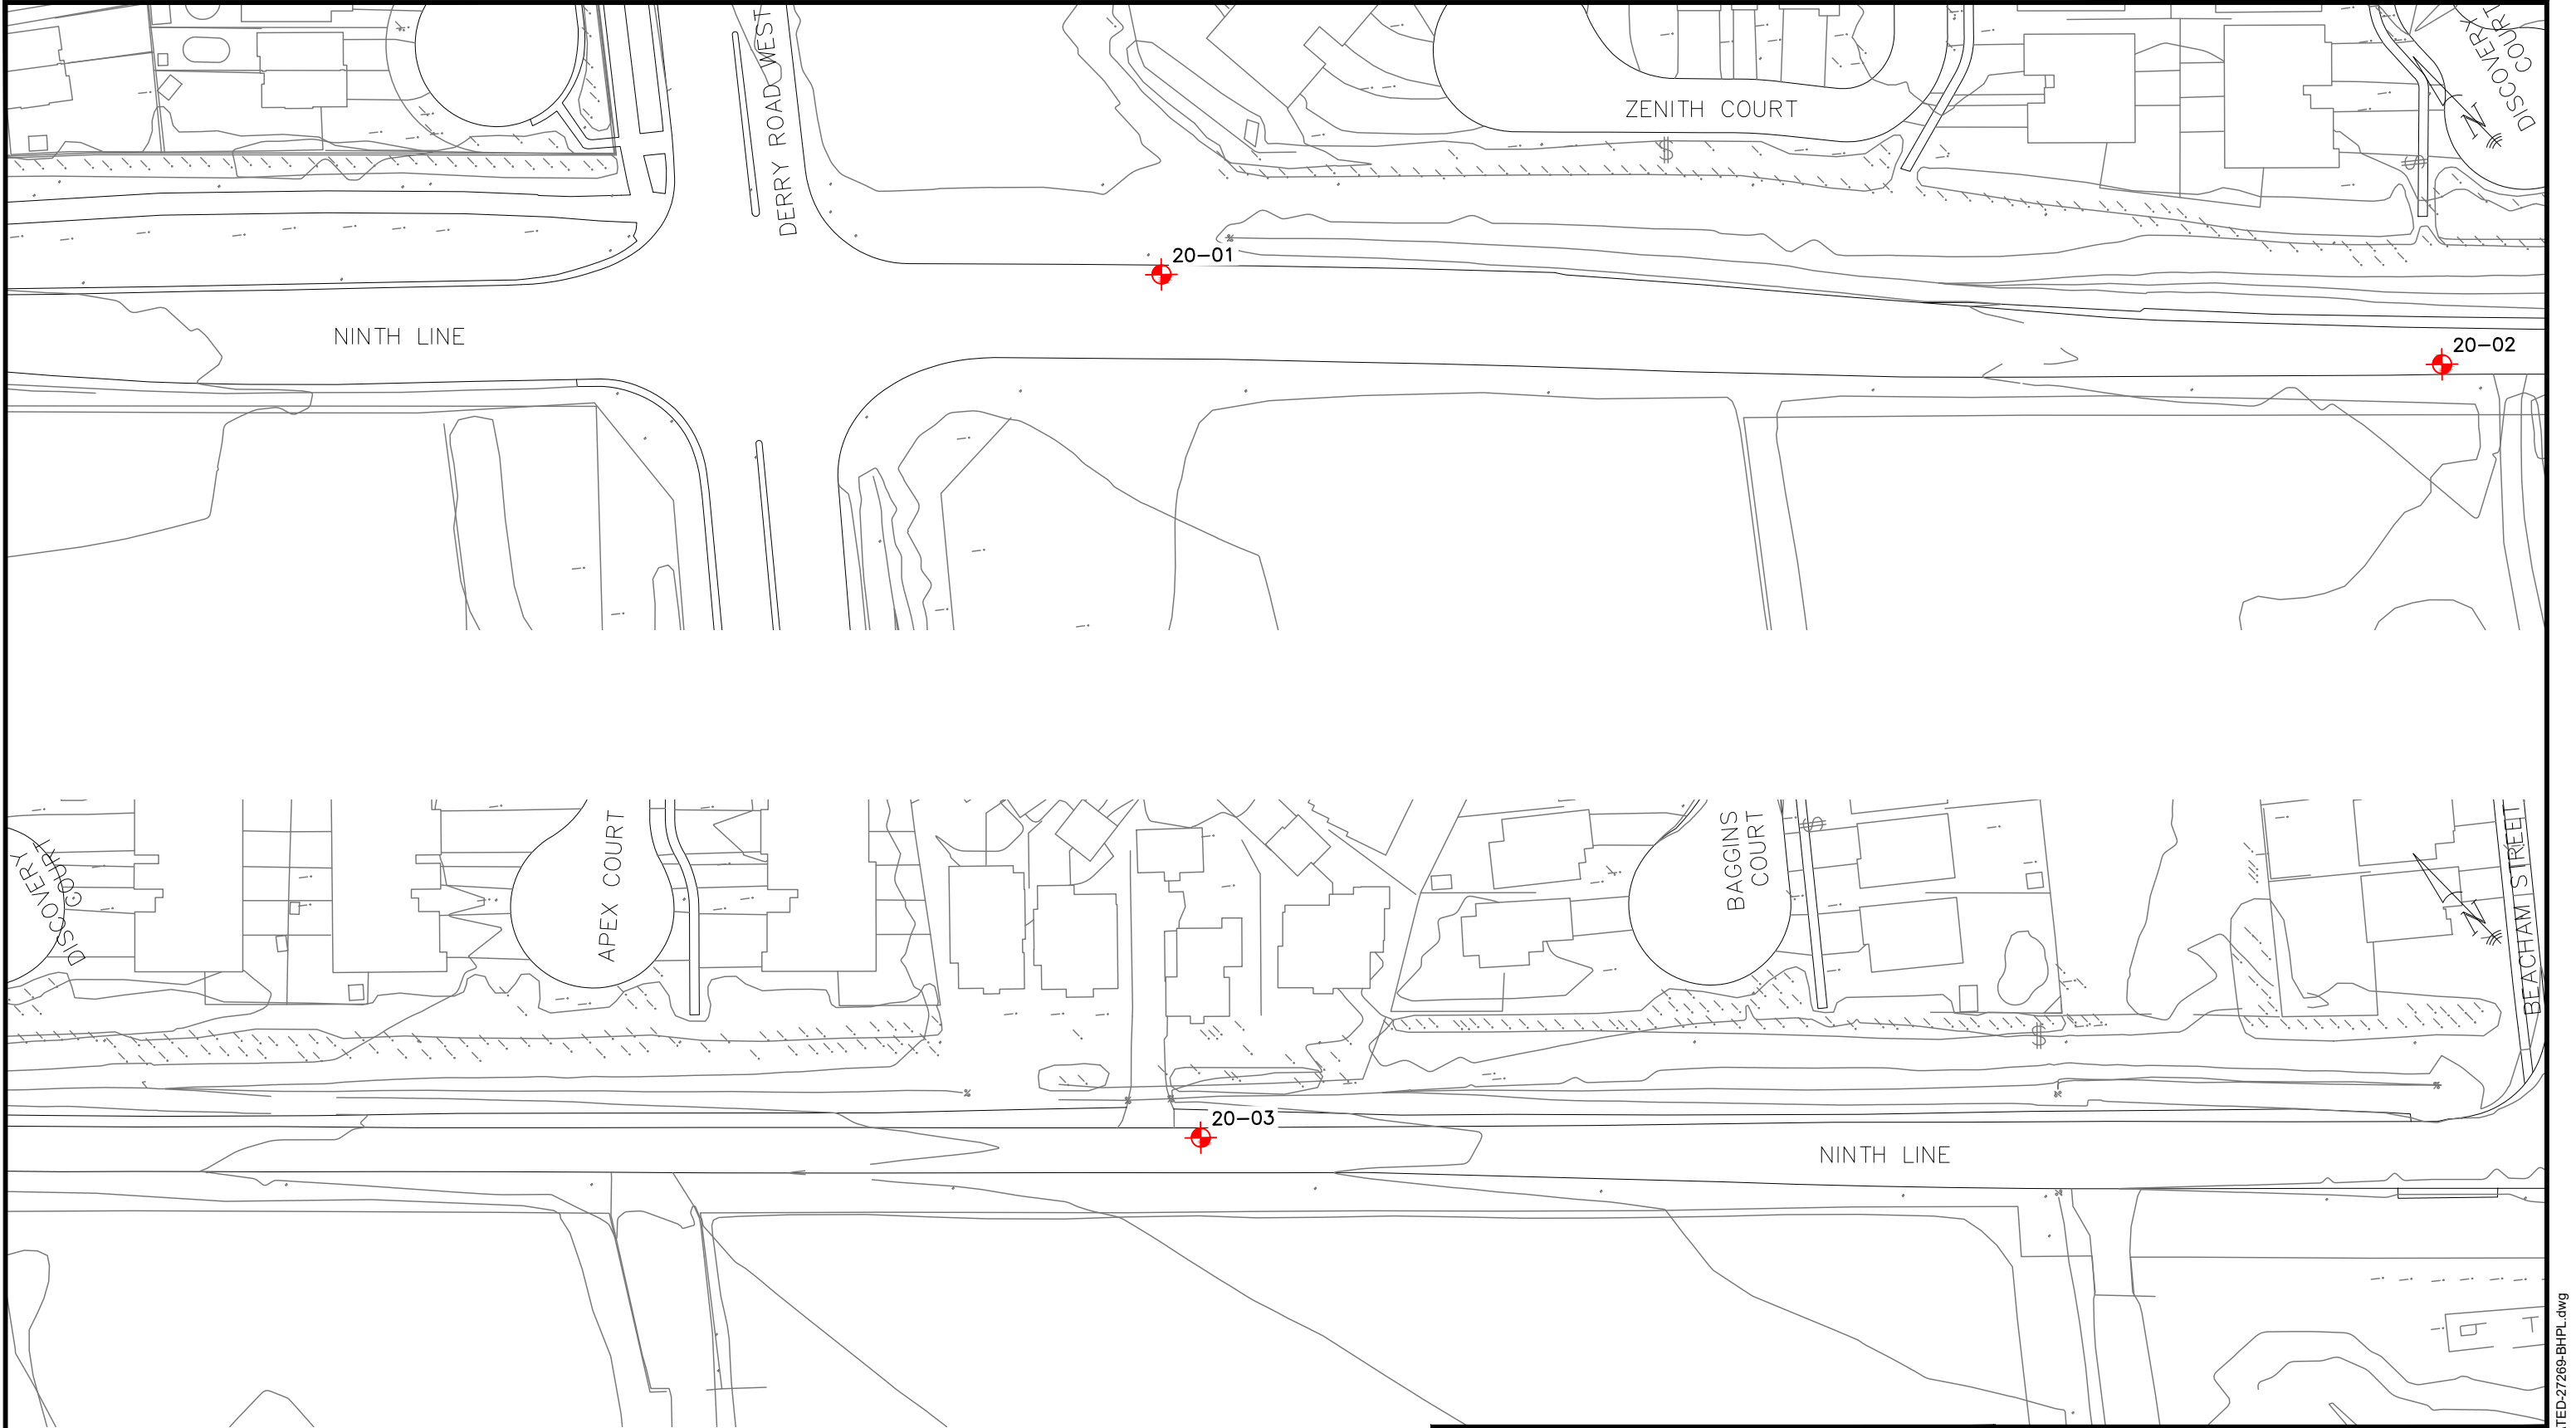 DERRY ROAD WEST
ZENITH COURT
DISCOVERY
COURT
N
20-01
NINTH LINE
20-02
DISCOVERY
COURT
APEX COURT
BAGGINS
COURT
N
BEACHAM STREET
20-03
NINTH LINE
TED-27269-BHPL.dwg